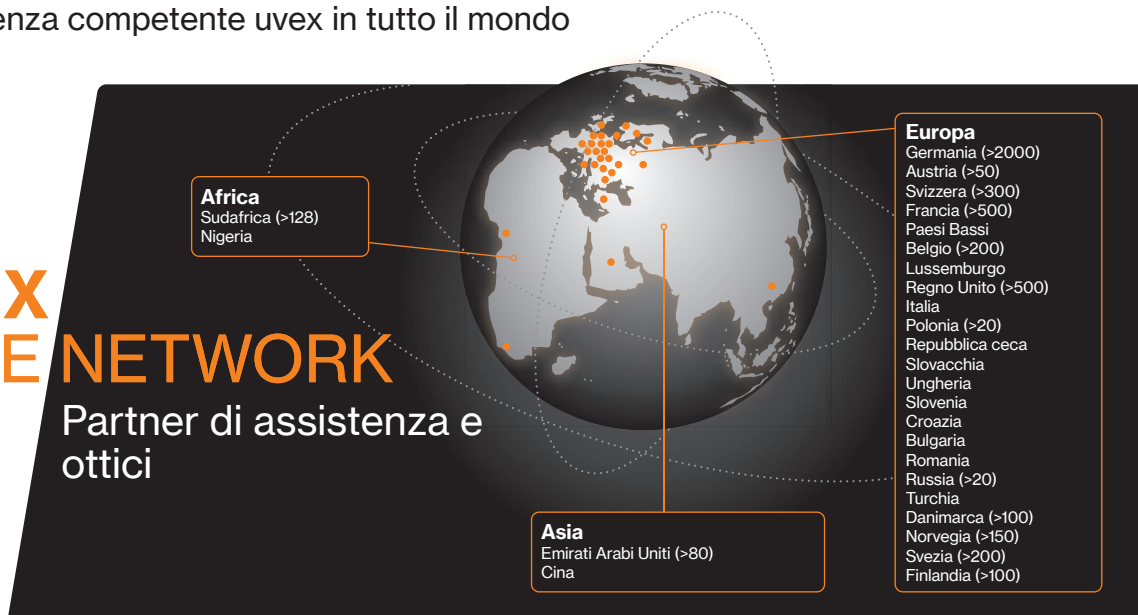 enza competente uvex in tutto il mondo
Africa
Sudafrica (>128)
Nigeria
X
E NETWORK
Partner di assistenza e
ottici
Asia
Emirati Arabi Uniti (>80)
Cina
Europa
Germania (>2000)
Austria (>50)
Svizzera (>300)
Francia (>500)
Paesi Bassi
Belgio (>200)
Lussemburgo
Regno Unito (>500)
Italia
Polonia (>20)
Repubblica ceca
Slovacchia
Ungheria
Slovenia
Croazia
Bulgaria
Romania
Russia (>20)
Turchia
Danimarca (>100)
Norvegia (>150)
Svezia (>200)
Finlandia (>100)